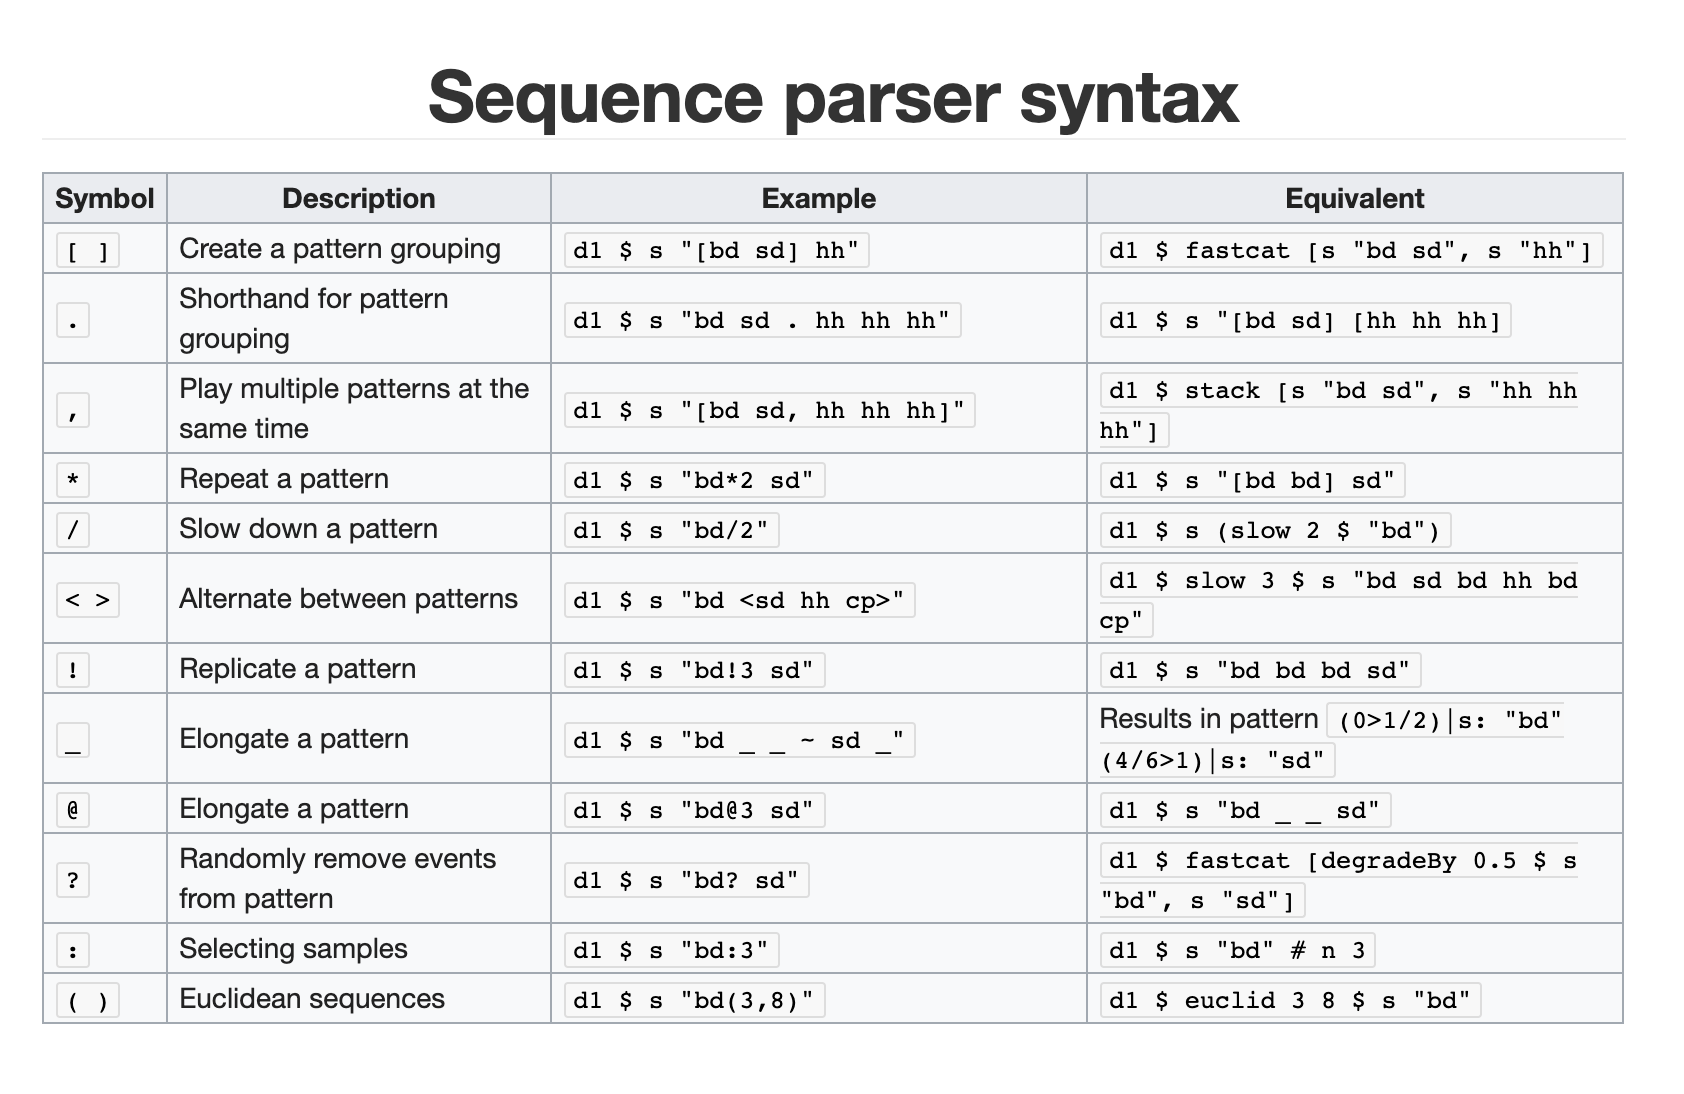 Sequence parser syntax
Symbol Description Example Equivalent
[ ] Create a pattern grouping d1 $ s "[bd sd] hh" d1 $ fastcat [s "bd sd", s "hh"]
. Shorthand for pattern
grouping d1 $ s "bd sd . hh hh hh" d1 $ s "[bd sd] [hh hh hh]
, Play multiple patterns at the
same time d1 $ s "[bd sd, hh hh hh]" d1 $ stack [s "bd sd", s "hh hh
hh"]
* Repeat a pattern d1 $ s "bd*2 sd" d1 $ s "[bd bd] sd"
/ Slow down a pattern d1 $ s "bd/2" d1 $ s (slow 2 $ "bd")
< > Alternate between patterns d1 $ s "bd <sd hh cp>" d1 $ slow 3 $ s "bd sd bd hh bd
cp"
! Replicate a pattern d1 $ s "bd!3 sd" d1 $ s "bd bd bd sd"
_ Elongate a pattern d1 $ s "bd _ _ ~ sd _" Results in pattern (0>1/2)|s: "bd"
(4/6>1)|s: "sd"
@ Elongate a pattern d1 $ s "bd@3 sd" d1 $ s "bd _ _ sd"
? Randomly remove events
from pattern d1 $ s "bd? sd" d1 $ fastcat [degradeBy 0.5 $ s
"bd", s "sd"]
: Selecting samples d1 $ s "bd:3" d1 $ s "bd" # n 3
( ) Euclidean sequences d1 $ s "bd(3,8)" d1 $ euclid 3 8 $ s "bd"